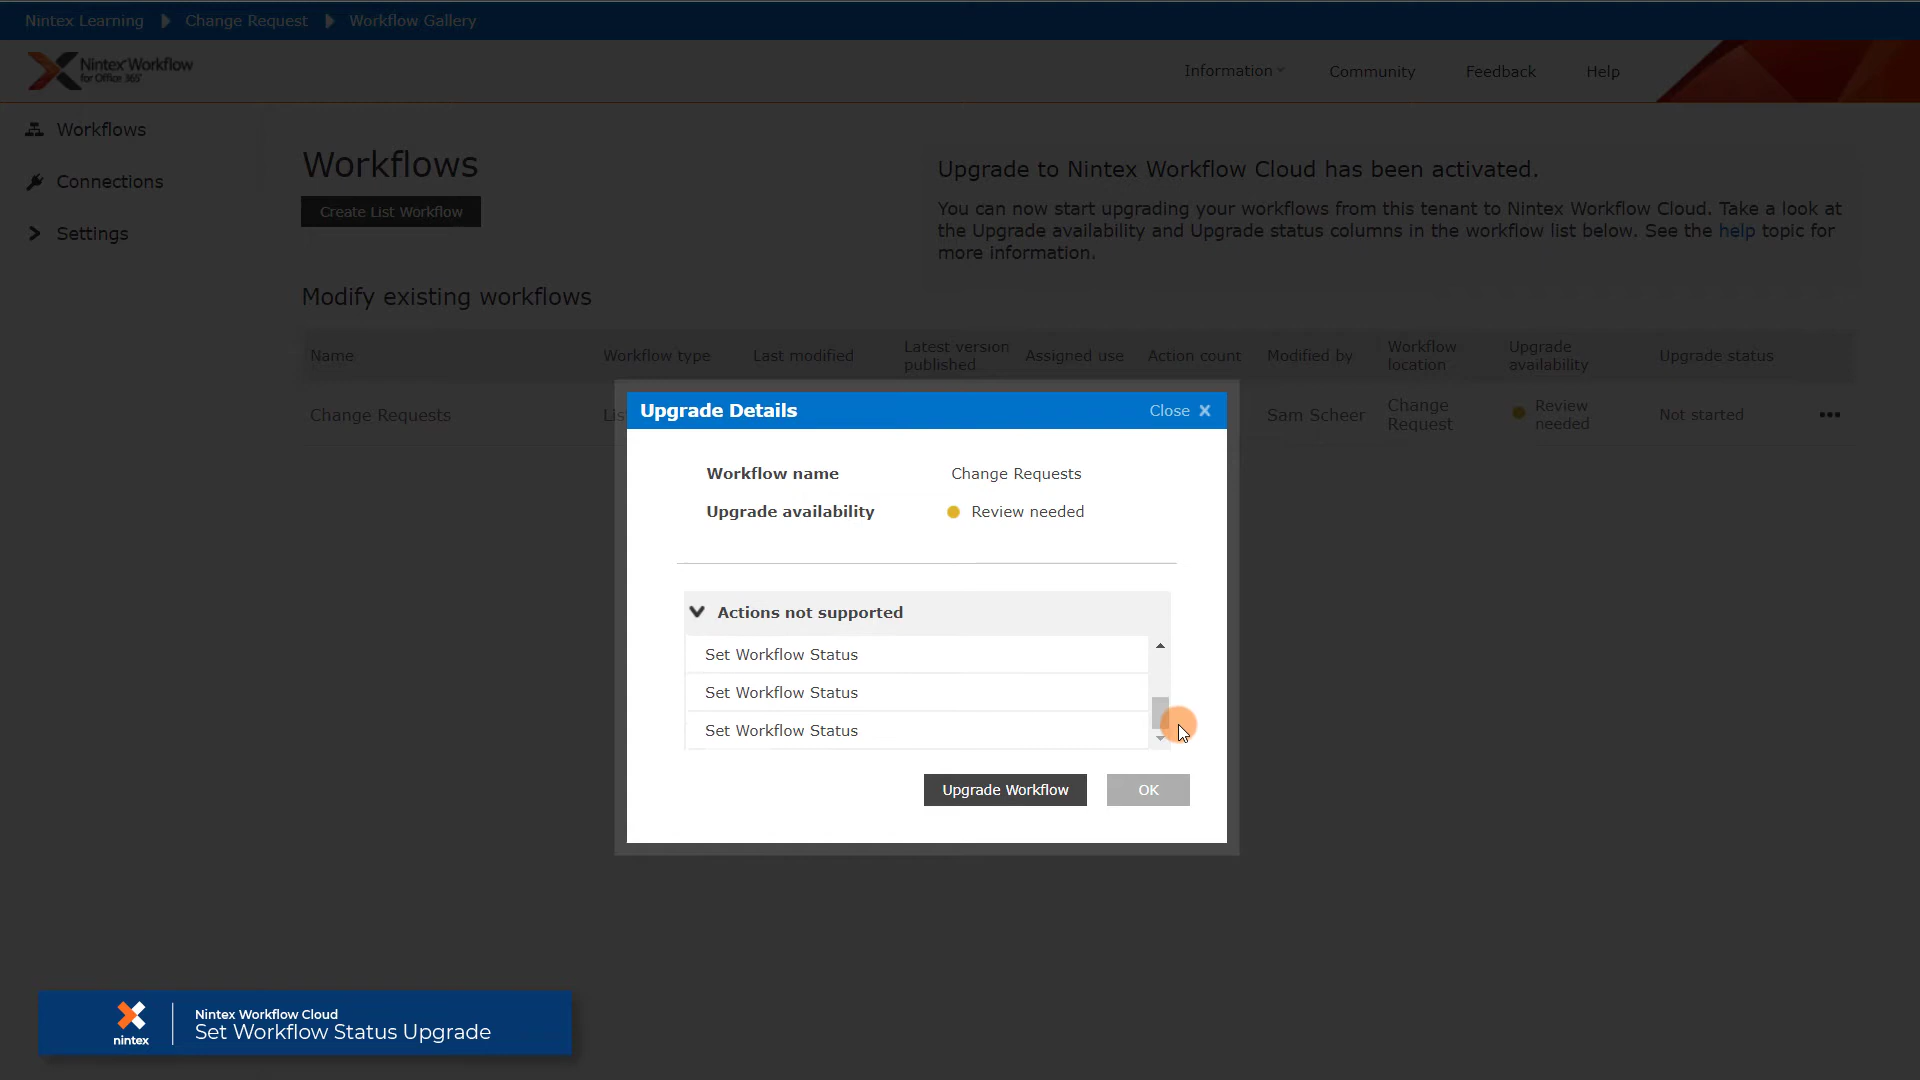 Nintex Learning Change Request Workflow Gallery
Nintex Workflow
for Office 365
Information Community Feedback Help
Workflows
Connections
Settings
Workflows
Create List Workflow
Upgrade to Nintex Workflow Cloud has been activated.
You can now start upgrading your workflows from this tenant to Nintex Workflow Cloud. Take a look at
the Upgrade availability and Upgrade status columns in the workflow list below. See the help topic for
more information.
Modify existing workflows
Name Workflow type Last modified Latest version published Assigned use Action count Modified by Workflow location Upgrade availability Upgrade status
Change Requests Sam Scheer Change Request Review needed Not started
Upgrade Details Close X
Workflow name Change Requests
Upgrade availability Review needed
Actions not supported
Set Workflow Status
Set Workflow Status
Set Workflow Status
Upgrade Workflow OK
nintex
Nintex Workflow Cloud
Set Workflow Status Upgrade